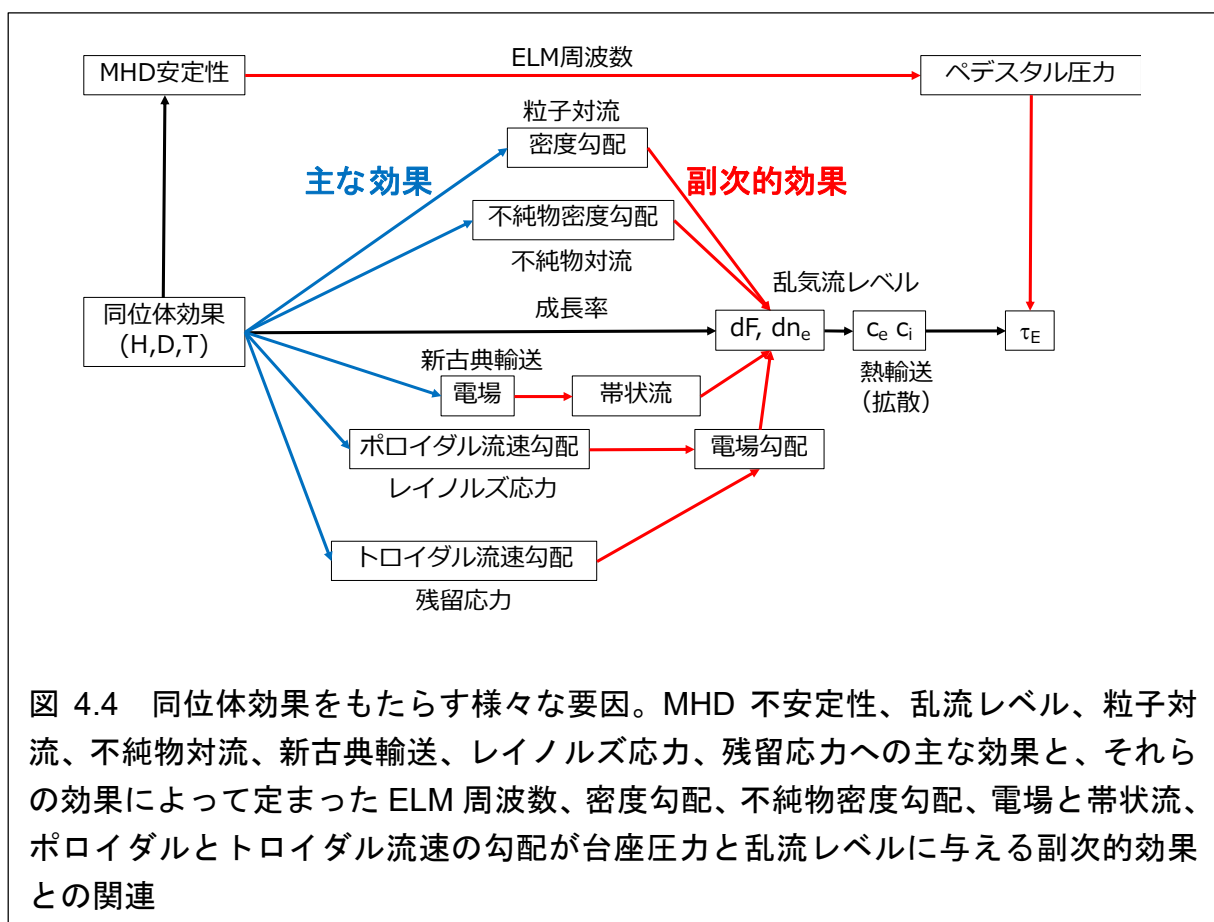 ELM周波数
MHD安定性
ペデスタル圧力
粒子対流
密度勾配
主な効果
副次的効果
不純物密度勾配
不純物対流
乱気流レベル
同位体効果
(H,D,T)
成長率
dF, dnₑ
cₑ cᵢ
τE
新古典輸送
熱輸送
(拡散)
電場
帯状流
ポロイダル流速勾配
電場勾配
レイノルズ応力
トロイダル流速勾配
残留応力
図 4.4　同位体効果をもたらす様々な要因。MHD 不安定性、乱流レベル、粒子対
流、不純物対流、新古典輸送、レイノルズ応力、残留応力への主な効果と、それら
の効果によって定まった ELM 周波数、密度勾配、不純物密度勾配、電場と帯状流、
ポロイダルとトロイダル流速の勾配が台座圧力と乱流レベルに与える副次的効果
との関連